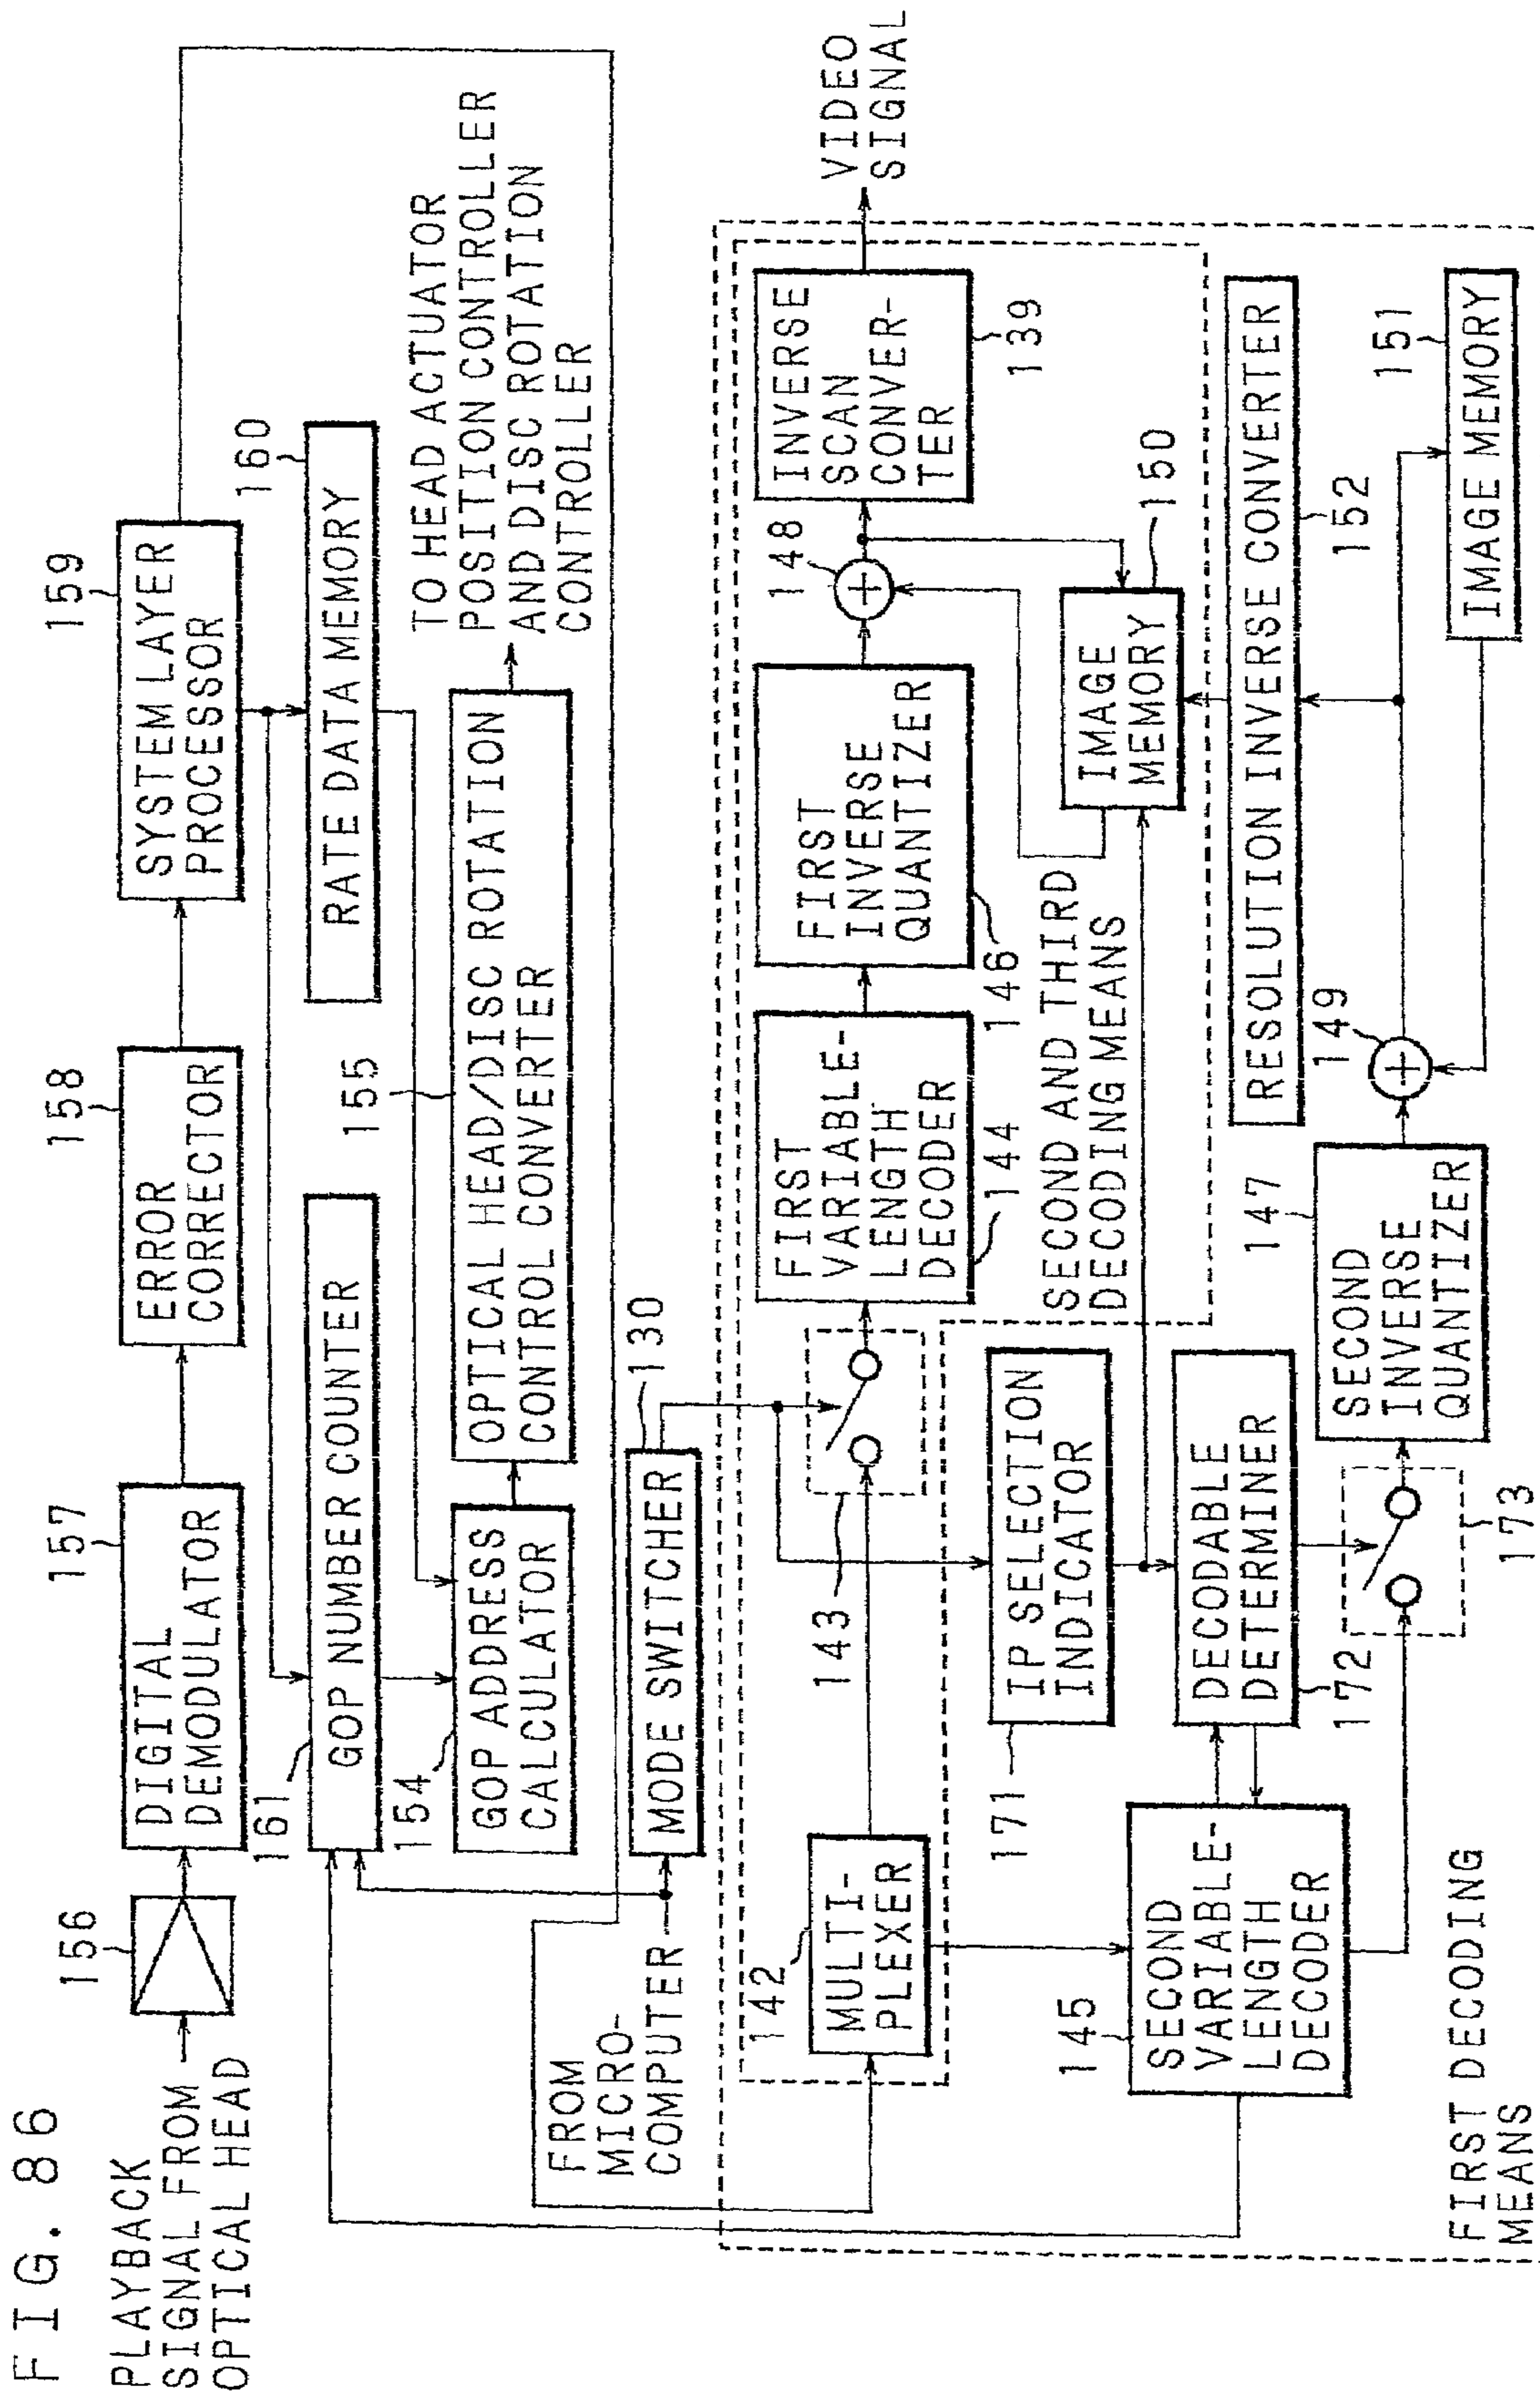 FIG. 86
PLAYBACK
SIGNAL FROM
OPTICAL HEAD
156
157
DIGITAL
DEMODULATOR
158
ERROR
CORRECTOR
159
SYSTEM LAYER
PROCESSOR
161
GOP NUMBER COUNTER
160
RATE DATA MEMORY
154
GOP ADDRESS
CALCULATOR
155
OPTICAL HEAD/DISC ROTATION
CONTROL CONVERTER
TO HEAD ACTUATOR
POSITION CONTROLLER
AND DISC ROTATION
CONTROLLER
FROM
MICRO-
COMPUTER
MODE SWITCHER
130
142
MULTI-
PLEXER
143
FIRST
VARIABLE-
LENGTH
DECODER
144
FIRST
INVERSE
QUANTIZER
146
148
INVERSE
SCAN
CONVER-
TER
139
VIDEO
SIGNAL
SECOND AND THIRD
DECODING MEANS
IMAGE
MEMORY
150
171
IP SELECTION
INDICATOR
DECODABLE
DETERMINER
172
145
SECOND
VARIABLE-
LENGTH
DECODER
173
147
SECOND
INVERSE
QUANTIZER
149
RESOLUTION INVERSE CONVERTER
152
151
IMAGE MEMORY
FIRST DECODING
MEANS